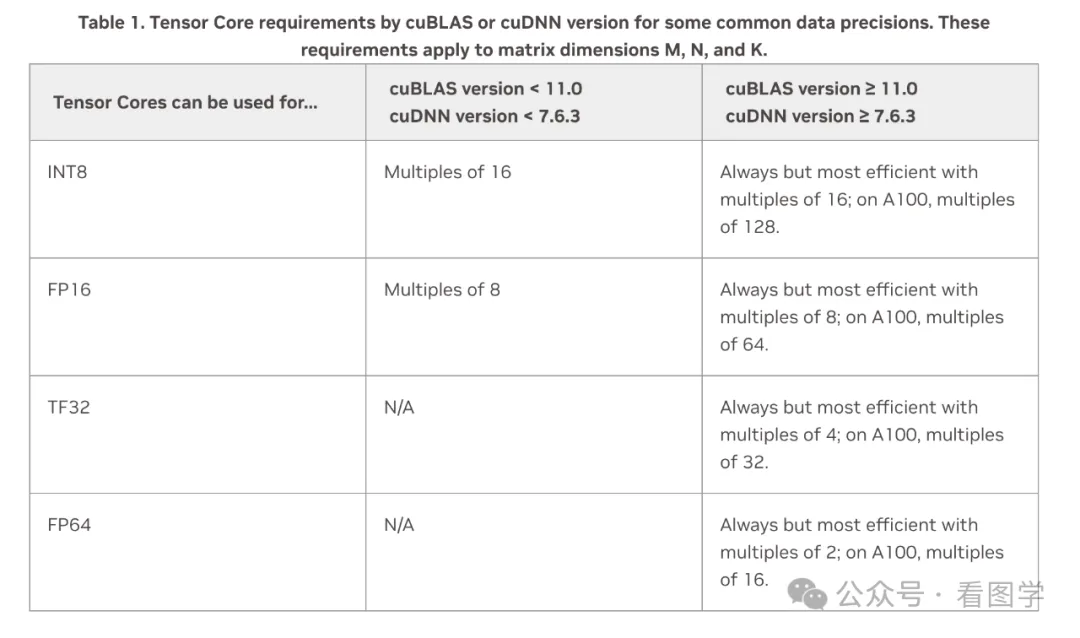 Table 1. Tensor Core requirements by cuBLAS or cuDNN version for some common data precisions. These
requirements apply to matrix dimensions M, N, and K.
Tensor Cores can be used for...
cuBLAS version < 11.0
cuDNN version < 7.6.3
cuBLAS version ≥ 11.0
cuDNN version ≥ 7.6.3
INT8
Multiples of 16
Always but most efficient with
multiples of 16; on A100, multiples
of 128.
FP16
Multiples of 8
Always but most efficient with
multiples of 8; on A100, multiples
of 64.
TF32
N/A
Always but most efficient with
multiples of 4; on A100, multiples
of 32.
FP64
N/A
Always but most efficient with
multiples of 2; on A100, multiples
of 16.
公众号 · 看图学